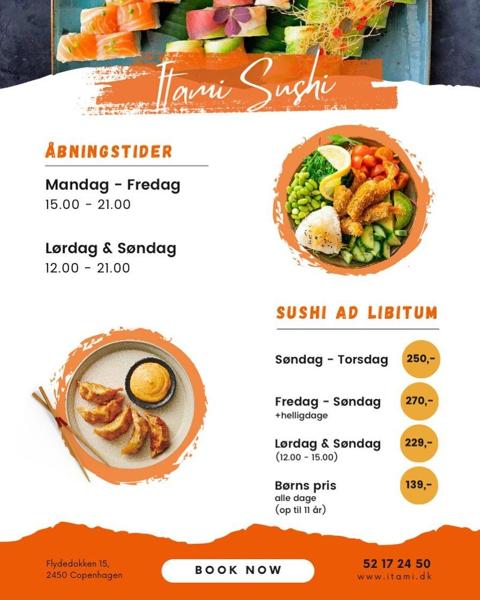 Itami Sushi
ÅBNINGSTIDER
Mandag - Fredag
15.00 - 21.00
Lørdag & Søndag
12.00 - 21.00
SUSHI AD LIBITUM
Søndag - Torsdag 250,-
Fredag - Søndag 270,-
+helligdage
Lørdag & Søndag 229,-
(12.00 - 15.00)
Børns pris 139,-
alle dage
(op til 11 år)
Flydedokken 15,
2450 Copenhagen
BOOK NOW
52 17 24 50
www.itami.dk